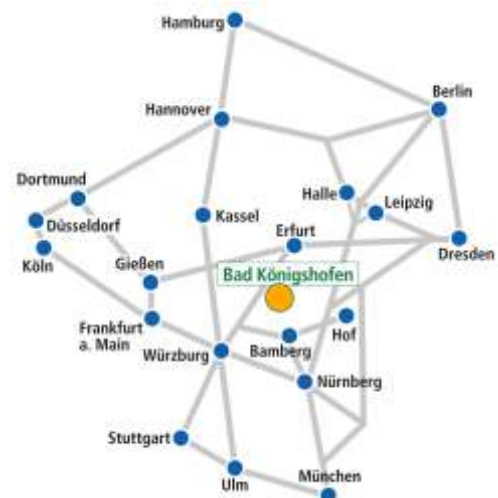 Hamburg
Berlin
Hannover
Dortmund
Halle
Leipzig
Düsseldorf
Kassel
Erfurt
Köln
Gießen
Dresden
Bad Königshofen
Frankfurt
a. Main
Hof
Würzburg
Bamberg
Nürnberg
Stuttgart
München
Ulm